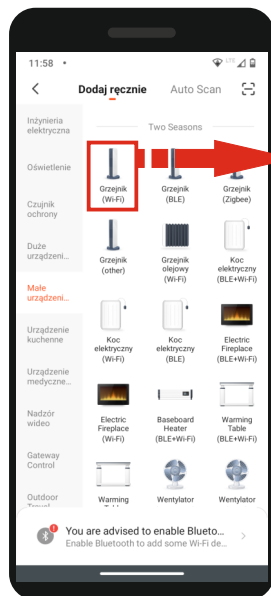 11:58
LTE
Dodaj ręcznie
Auto Scan
Inżynieria
elektryczna
Oświetlenie
Czujnik
ochrony
Duże
urządzeni...
Małe
urządzeni...
Urządzenie
kuchenne
Urządzenie
medyczne...
Nadzór
wideo
Gateway
Control
Outdoor
Travel
Two Seasons
Grzejnik
(Wi-Fi)
Grzejnik
(BLE)
Grzejnik
(Zigbee)
Grzejnik
(other)
Grzejnik
olejowy
(Wi-Fi)
Koc
elektryczny
(BLE+Wi-Fi)
Koc
elektryczny
(Wi-Fi)
Koc
elektryczny
(BLE)
Electric
Fireplace
(BLE+Wi-Fi)
Electric
Fireplace
(Wi-Fi)
Baseboard
Heater
(BLE+Wi-Fi)
Warming
Table
(BLE+Wi-Fi)
Warming
Table
Wentylator
Wentylator
You are advised to enable Blueto...
Enable Bluetooth to add some Wi-Fi de...